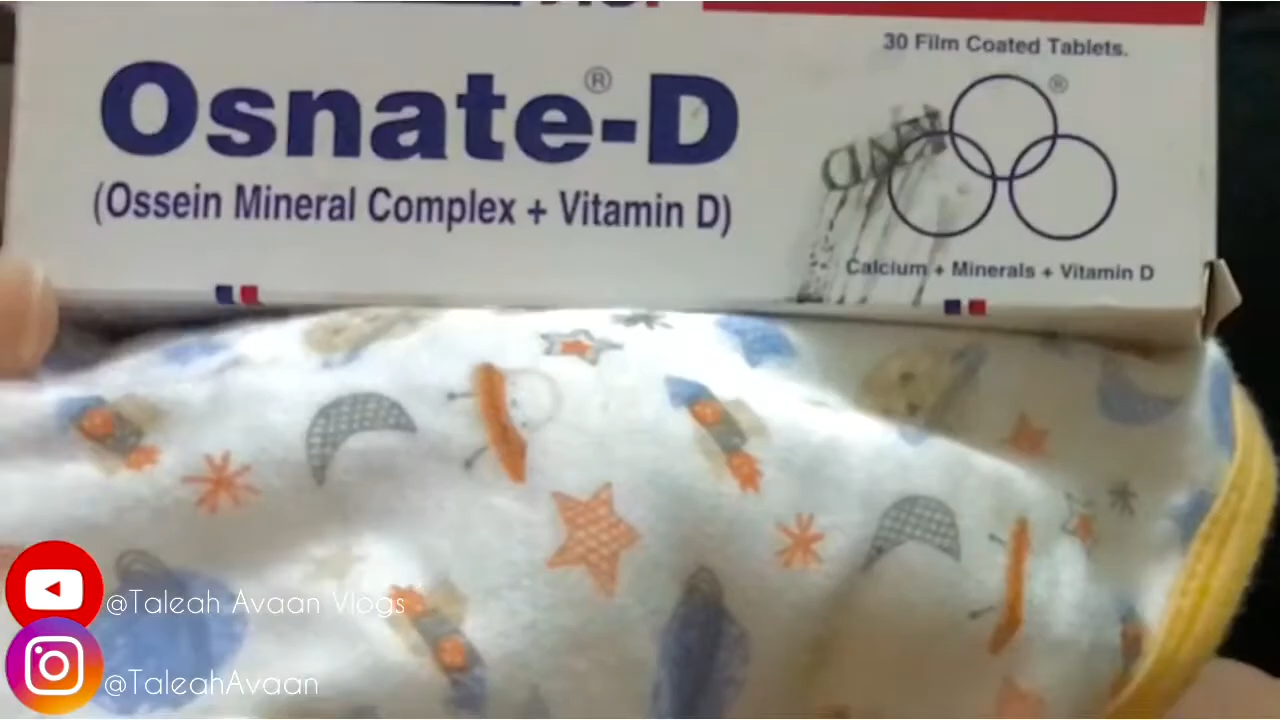 30 Film Coated Tablets.
Osnate®-D
(Ossein Mineral Complex + Vitamin D)
®
Calcium + Minerals + Vitamin D
@Taleah Avaan Vlogs
@TaleahAvaan